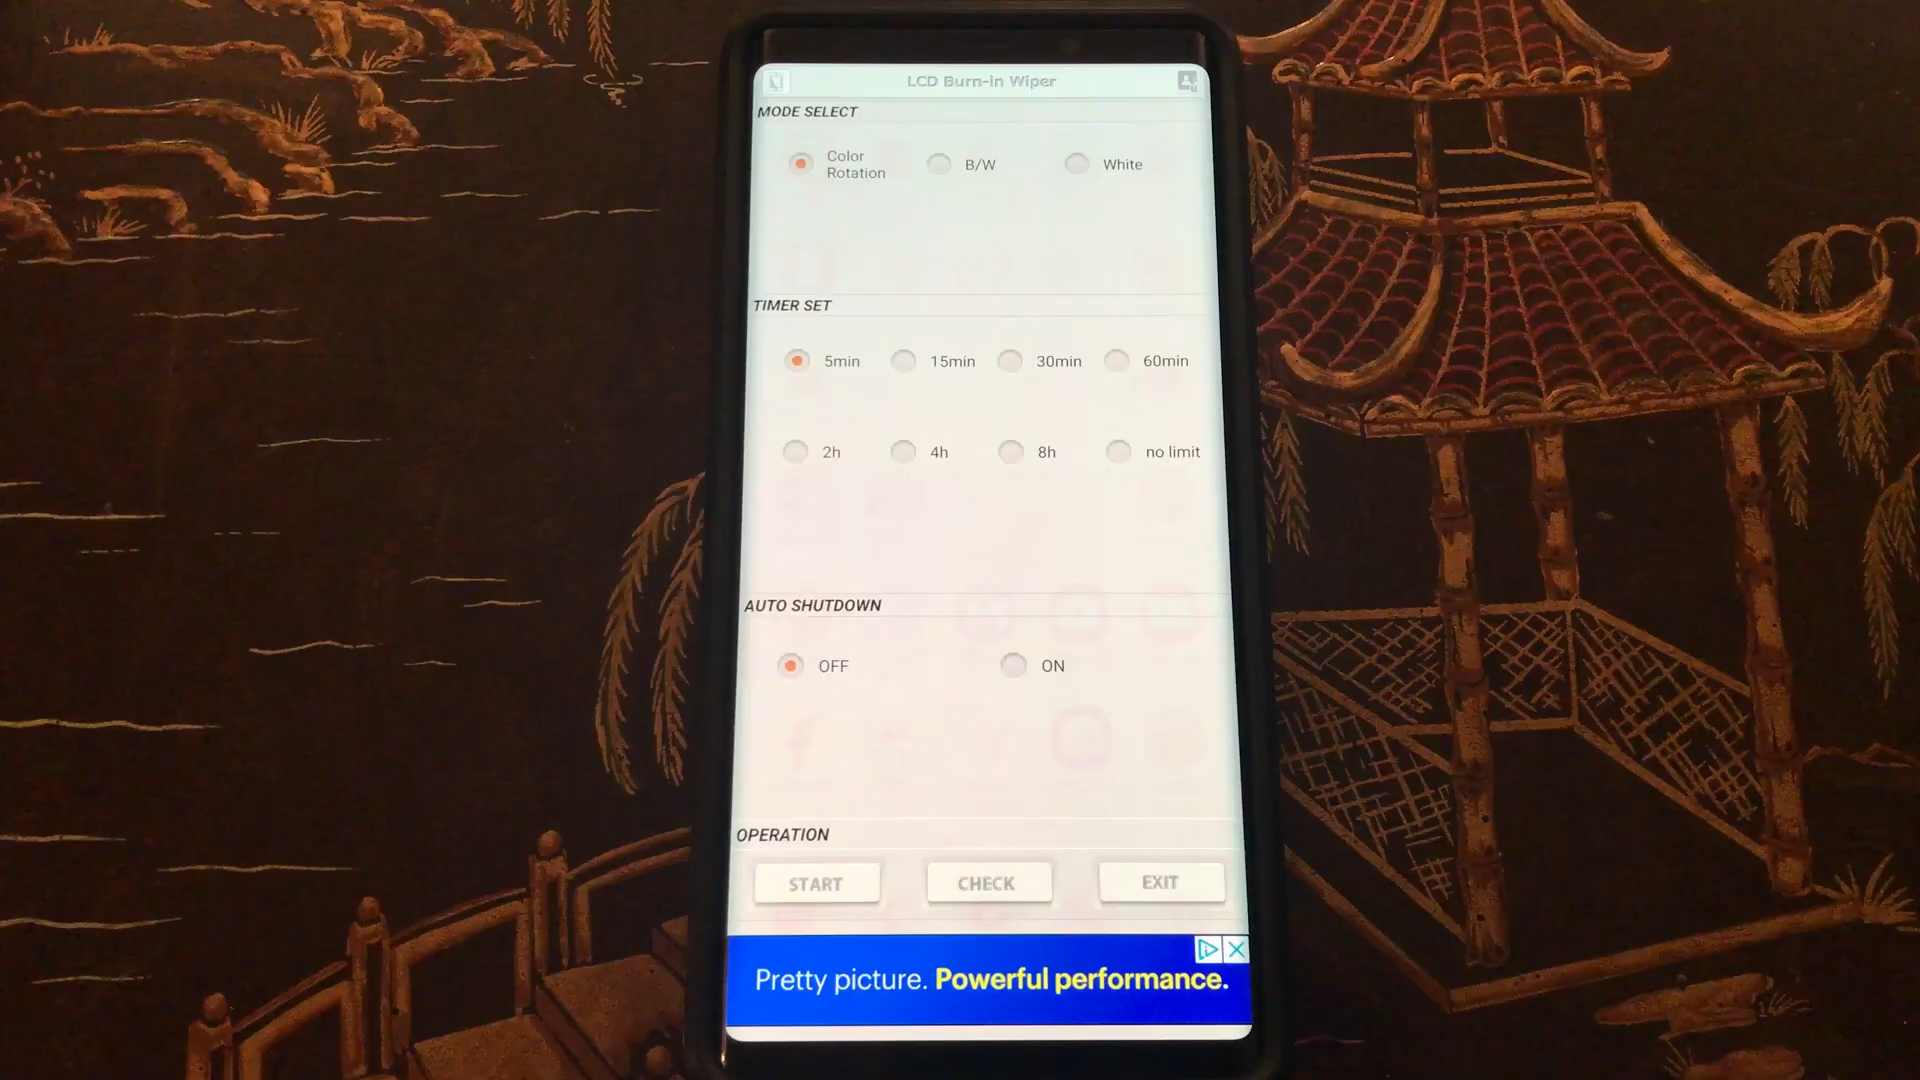 LCD Burn-in Wiper
MODE SELECT
Color Rotation
B/W
White
TIMER SET
5min
15min
30min
60min
2h
4h
8h
no limit
AUTO SHUTDOWN
OFF
ON
OPERATION
START
CHECK
EXIT
Pretty picture. Powerful performance.